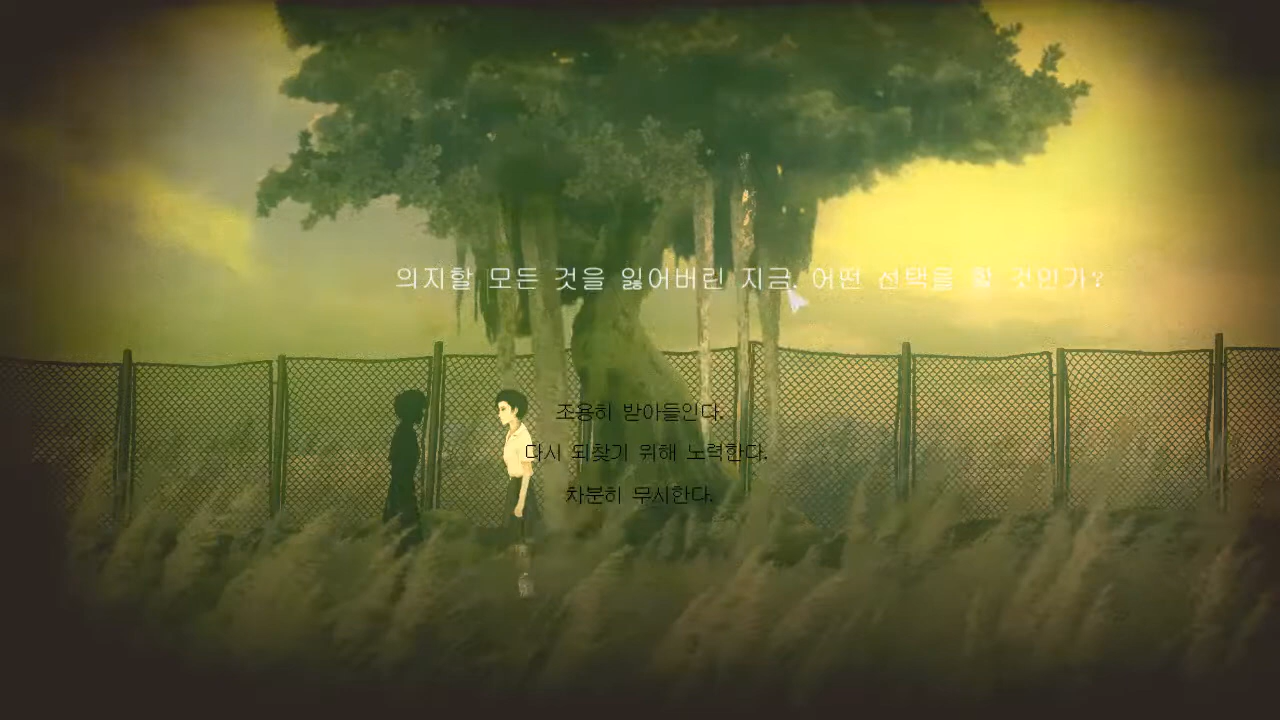 의지할 모든 것을 잃어버린 지금, 어떤 선택을 할 것인가?
조용히 받아들인다.
다시 되찾기 위해 노력한다.
차분히 무시한다.